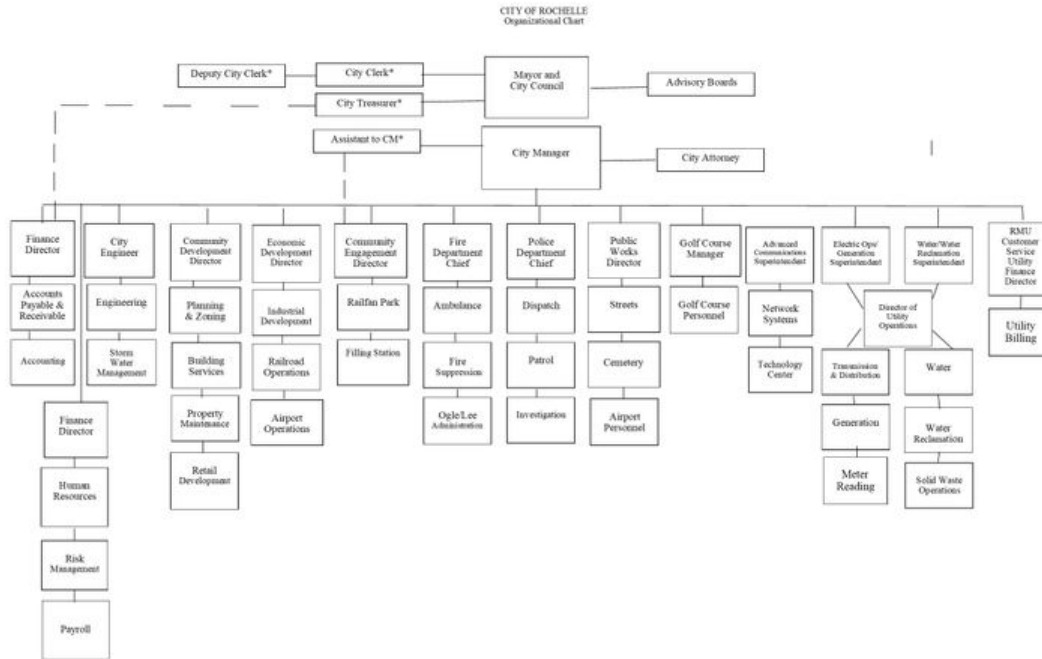 CITY OF ROCHELLE
Organizational Chart
Deputy City Clerk*
City Clerk*
Mayor and
City Council
Advisory Boards
City Treasurer*
Assistant to CM*
City Manager
City Attorney
Finance
Director
City
Engineer
Community
Development
Director
Economic
Development
Director
Community
Engagement
Director
Fire
Department
Chief
Police
Department
Chief
Public
Works
Director
Golf Course
Manager
Advanced
Communications
Superintendent
Electric Ops/
Generation
Superintendent
Water/Water
Reclamation
Superintendent
RMU
Customer
Service
Utility
Finance
Director
Accounts
Payable &
Receivable
Engineering
Planning
& Zoning
Industrial
Development
Railfan Park
Ambulance
Dispatch
Streets
Golf Course
Personnel
Network
Systems
Director of
Utility
Operations
Utility
Billing
Accounting
Storm
Water
Management
Building
Services
Railroad
Operations
Filling Station
Fire
Suppression
Patrol
Cemetery
Technology
Center
Transmission
& Distribution
Water
Finance
Director
Property
Maintenance
Airport
Operations
Ogle/Lee
Administration
Investigation
Airport
Personnel
Generation
Water
Reclamation
Human
Resources
Retail
Development
Meter
Reading
Solid Waste
Operations
Risk
Management
Payroll